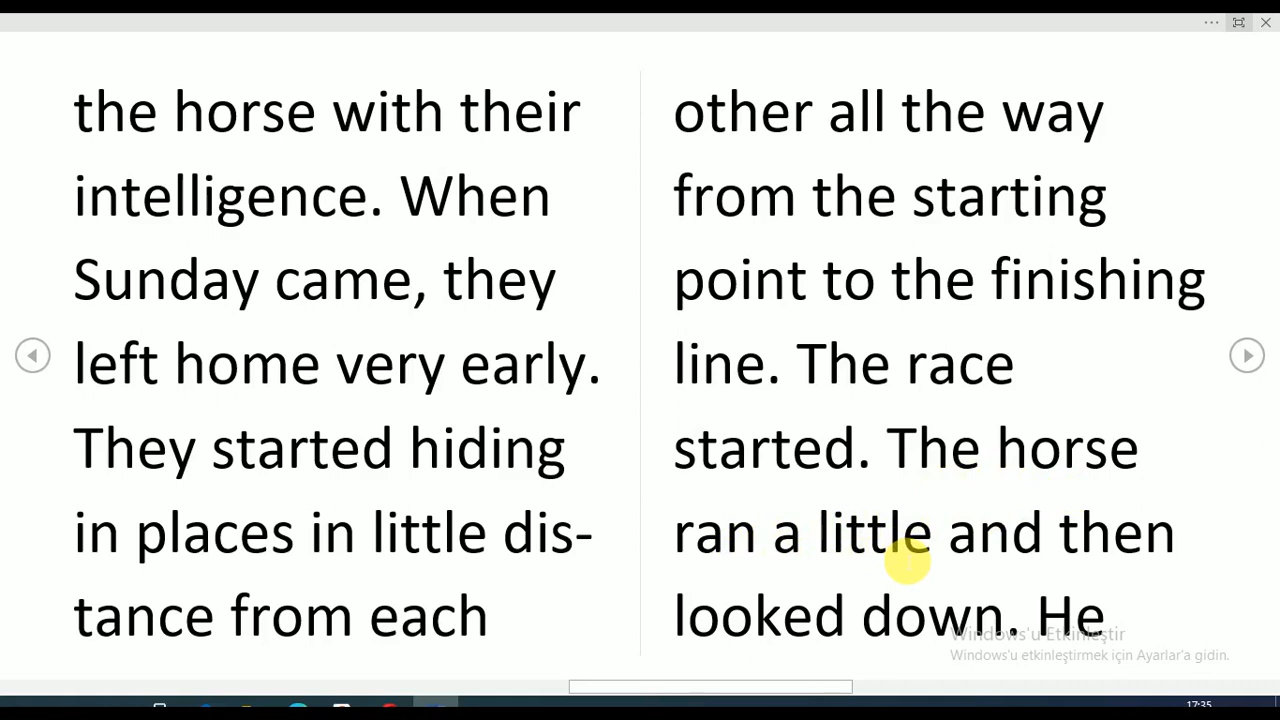 the horse with their
intelligence. When
Sunday came, they
left home very early.
They started hiding
in places in little dis-
tance from each
other all the way
from the starting
point to the finishing
line. The race
started. The horse
ran a little and then
looked down. He
Windows'u Etkinleştir
Windows'u etkinleştirmek için Ayarlar'a gidin.
17:35